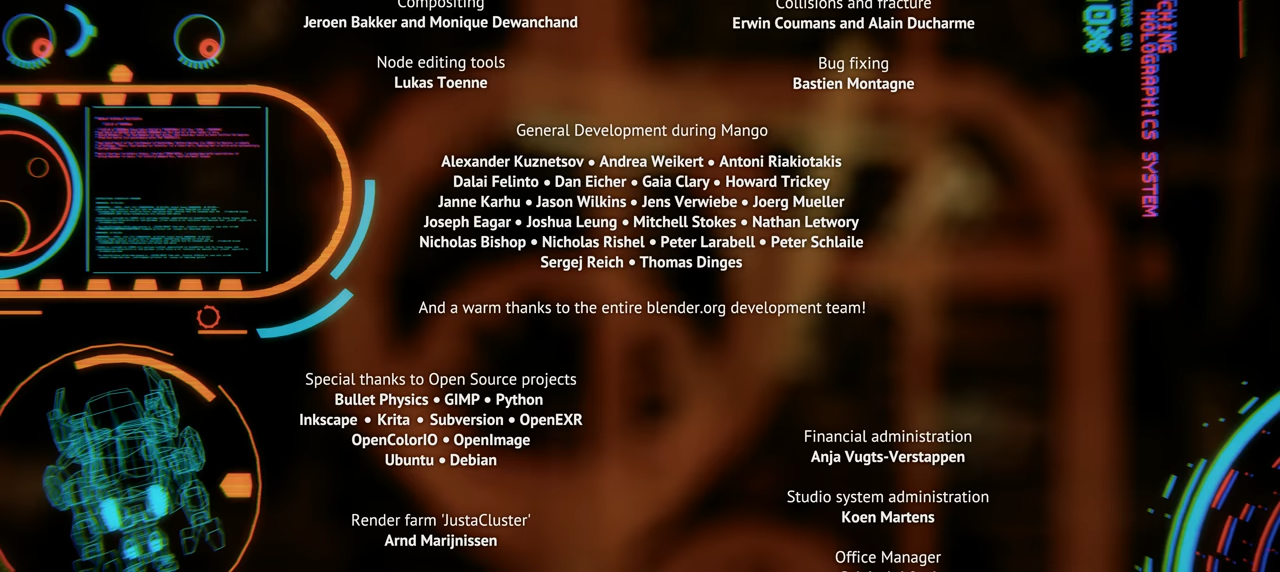 Compositing
Jeroen Bakker and Monique Dewanchand
Node editing tools
Lukas Toenne
Collisions and fracture
Erwin Coumans and Alain Ducharme
Bug fixing
Bastien Montagne
General Development during Mango
Alexander Kuznetsov • Andrea Weikert • Antoni Riakiotakis
Dalai Felinto • Dan Eicher • Gaia Clary • Howard Trickey
Janne Karhu • Jason Wilkins • Jens Verwiebe • Joerg Mueller
Joseph Eagar • Joshua Leung • Mitchell Stokes • Nathan Letwory
Nicholas Bishop • Nicholas Rishel • Peter Larabell • Peter Schlaile
Sergej Reich • Thomas Dinges
And a warm thanks to the entire blender.org development team!
Special thanks to Open Source projects
Bullet Physics • GIMP • Python
Inkscape • Krita • Subversion • OpenEXR
OpenColorIO • OpenImage
Ubuntu • Debian
Render farm 'JustaCluster'
Arnd Marijnissen
Financial administration
Anja Vugts-Verstappen
Studio system administration
Koen Martens
Office Manager
HOLOGRAPHICS SYSTEM